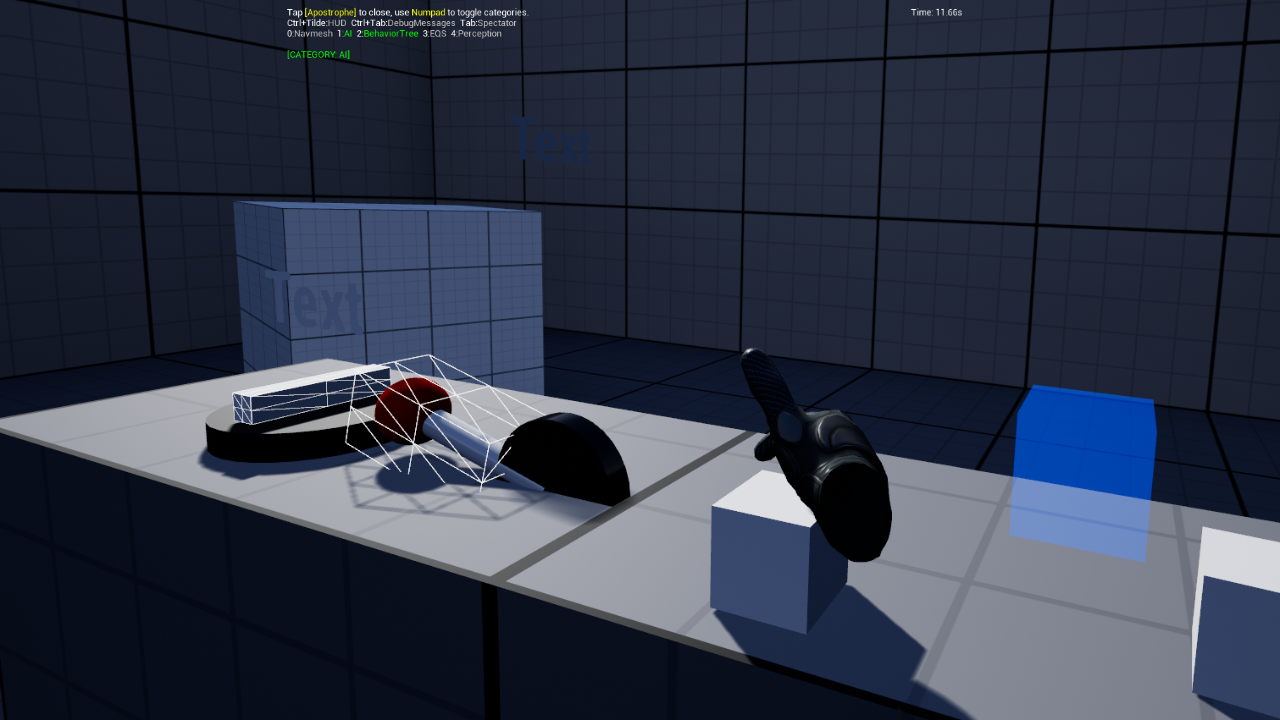 Tap [Apostrophe] to close, use Numpad to toggle categories.
Ctrl+Tilde:HUD Ctrl+Tab:DebugMessages Tab:Spectator
0:Navmesh 1:AI 2:BehaviorTree 3:EQS 4:Perception
[CATEGORY: AI]
Time: 11.66s
Text
Text